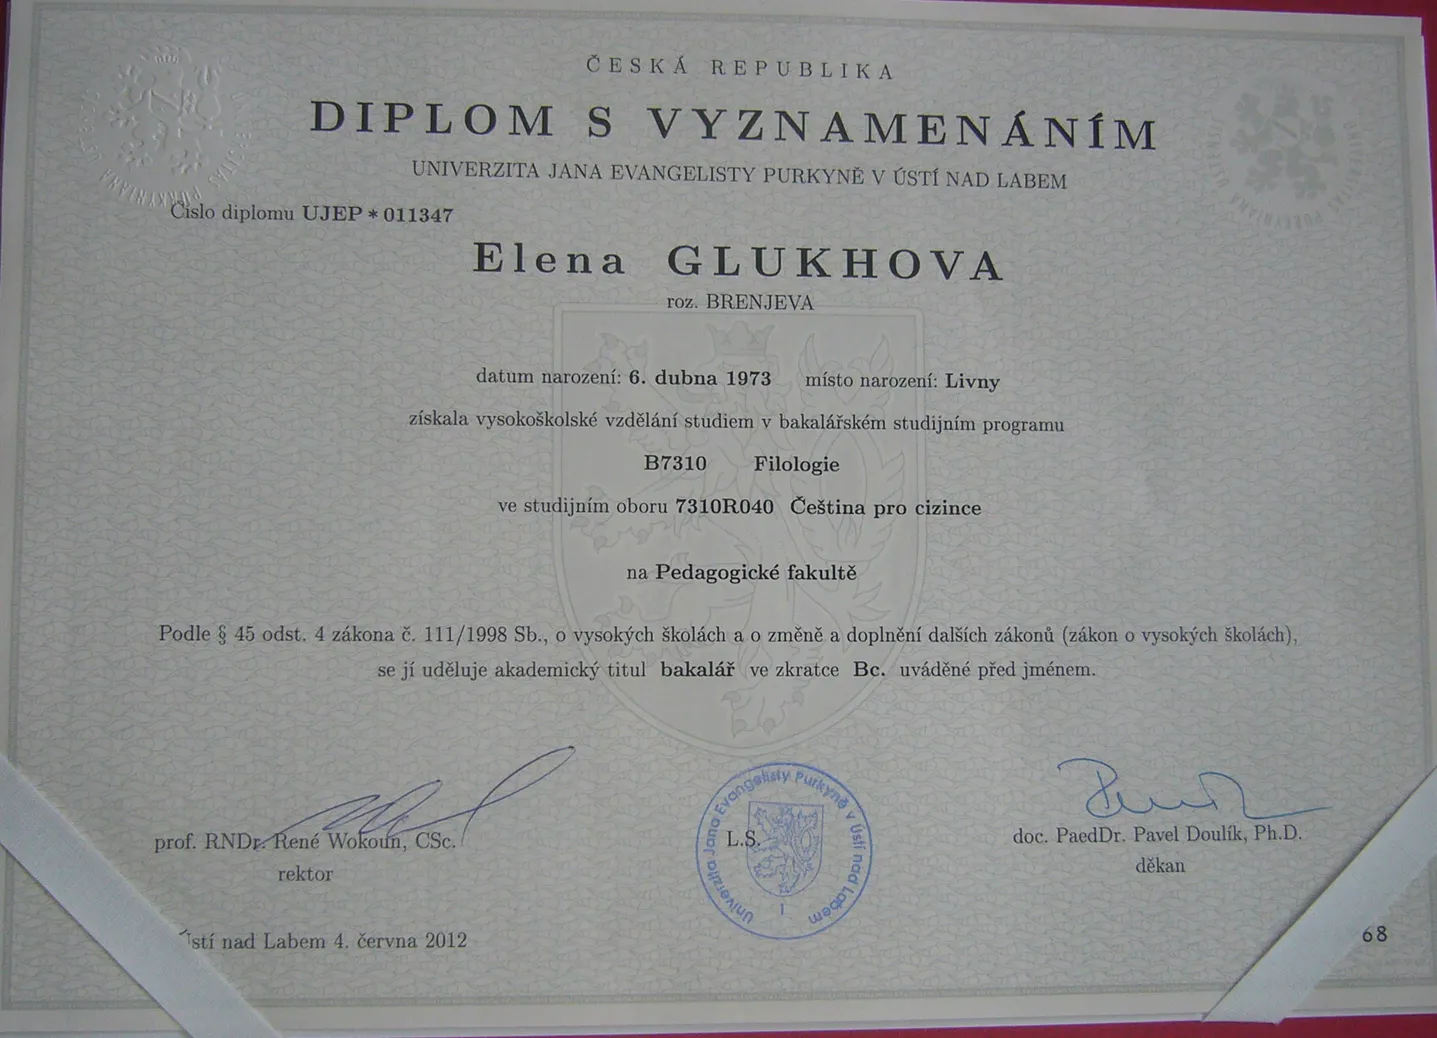 ČESKÁ REPUBLIKA
DIPLOM S VYZNAMENÁNÍM
UNIVERZITA JANA EVANGELISTY PURKYNĚ V ÚSTÍ NAD LABEM
Číslo diplomu UJEP * 011347
Elena GLUKHOVA
roz. BRENJEVA
datum narození: 6. dubna 1973 místo narození: Livny
získala vysokoškolské vzdělání studiem v bakalářském studijním programu
B7310 Filologie
ve studijním oboru 7310R040 Čeština pro cizince
na Pedagogické fakultě
Podle § 45 odst. 4 zákona č. 111/1998 Sb., o vysokých školách a o změně a doplnění dalších zákonů (zákon o vysokých školách),
se jí uděluje akademický titul bakalář ve zkratce Bc. uváděné před jménem.
prof. RNDr. René Wokoun, CSc.
rektor
L.S.
Univerzita Jana Evangelisty Purkyně v Ústí nad Labem
1
doc. PaedDr. Pavel Doulík, Ph.D.
děkan
Ústí nad Labem 4. června 2012
68